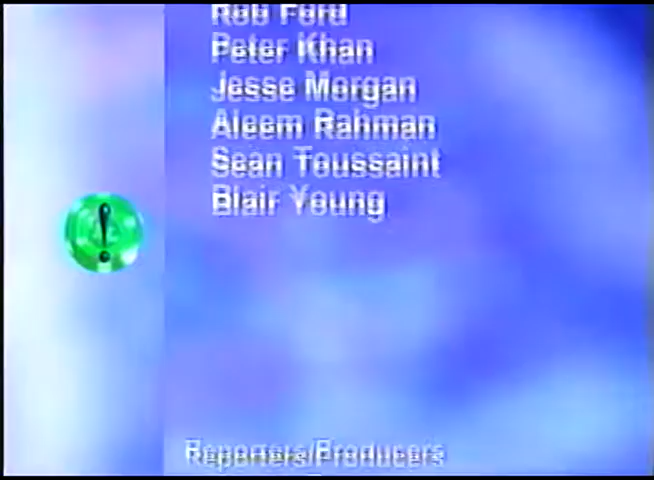 Rob Ford
Peter Khan
Jesse Morgan
Aleem Rahman
Sean Toussaint
Blair Young
!
Reporters/Producers